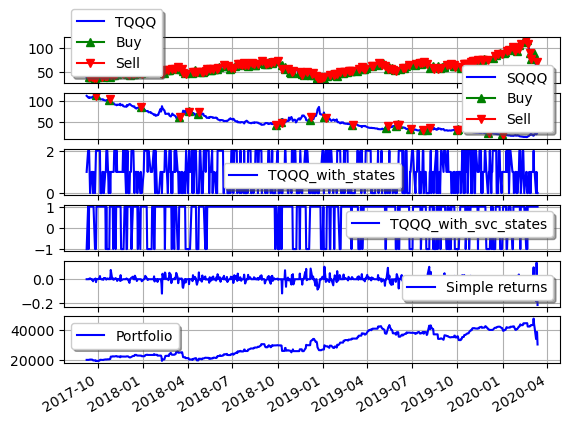 TQQQ
Buy
Sell
100
50
SQQQ
Buy
Sell
100
50
2
TQQQ_with_states
0
1
TQQQ_with_svc_states
0
−1
0.0
Simple returns
−0.2
40000
Portfolio
20000
2017-10 2018-01 2018-04 2018-07 2018-10 2019-01 2019-04 2019-07 2019-10 2020-01 2020-04